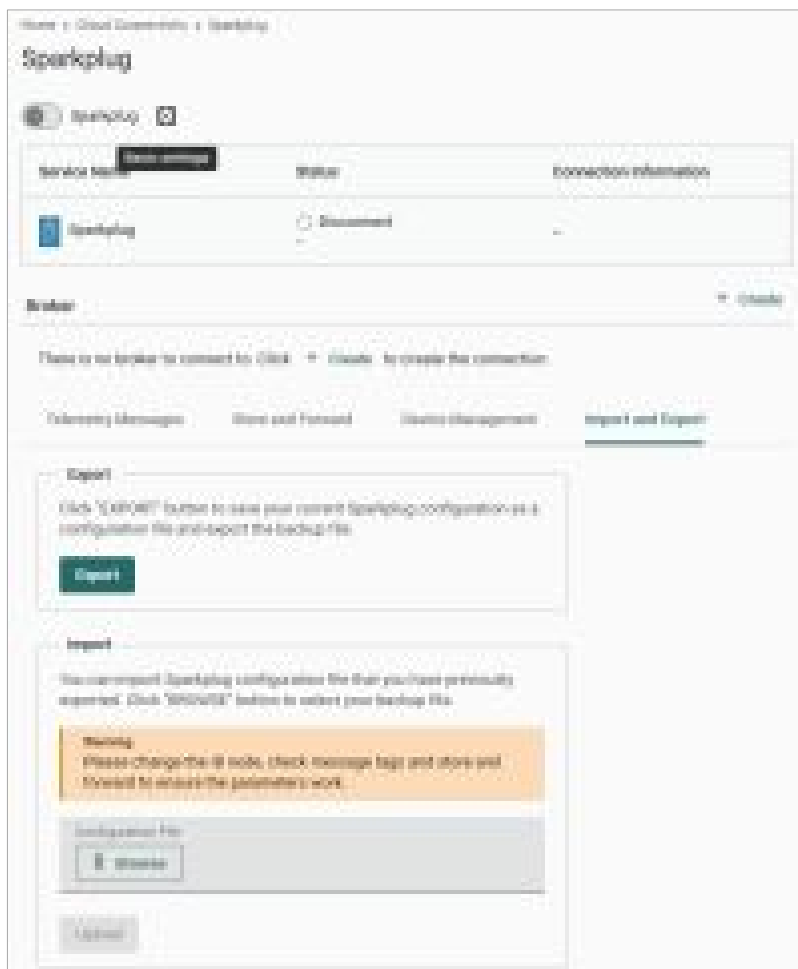 Home > Cloud Connectivity > Sparkplug
Sparkplug
Sparkplug
Service Name
Status
Connection Information
Sparkplug
Disconnect
-
--
Broker
+ Create
There is no broker to connect to. Click + Create to create the connection
Telemetry Messages
Store and Forward
Device Management
Import and Export
Export
Click "EXPORT" button to save your current Sparkplug configuration as a
configuration file and export the backup file.
Export
Import
You can import Sparkplug configuration file that you have previously
exported. Click "BROWSE" button to select your backup file.
Warning
Please change the node, check message tags and store and
forward to ensure the parameters work.
Configuration File
Browse
Upload